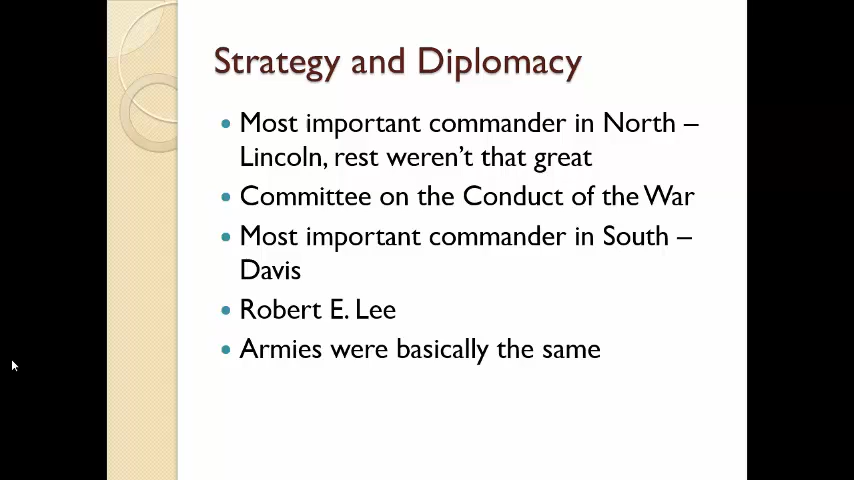 Strategy and Diplomacy
• Most important commander in North –
Lincoln, rest weren't that great
• Committee on the Conduct of the War
• Most important commander in South –
Davis
• Robert E. Lee
• Armies were basically the same